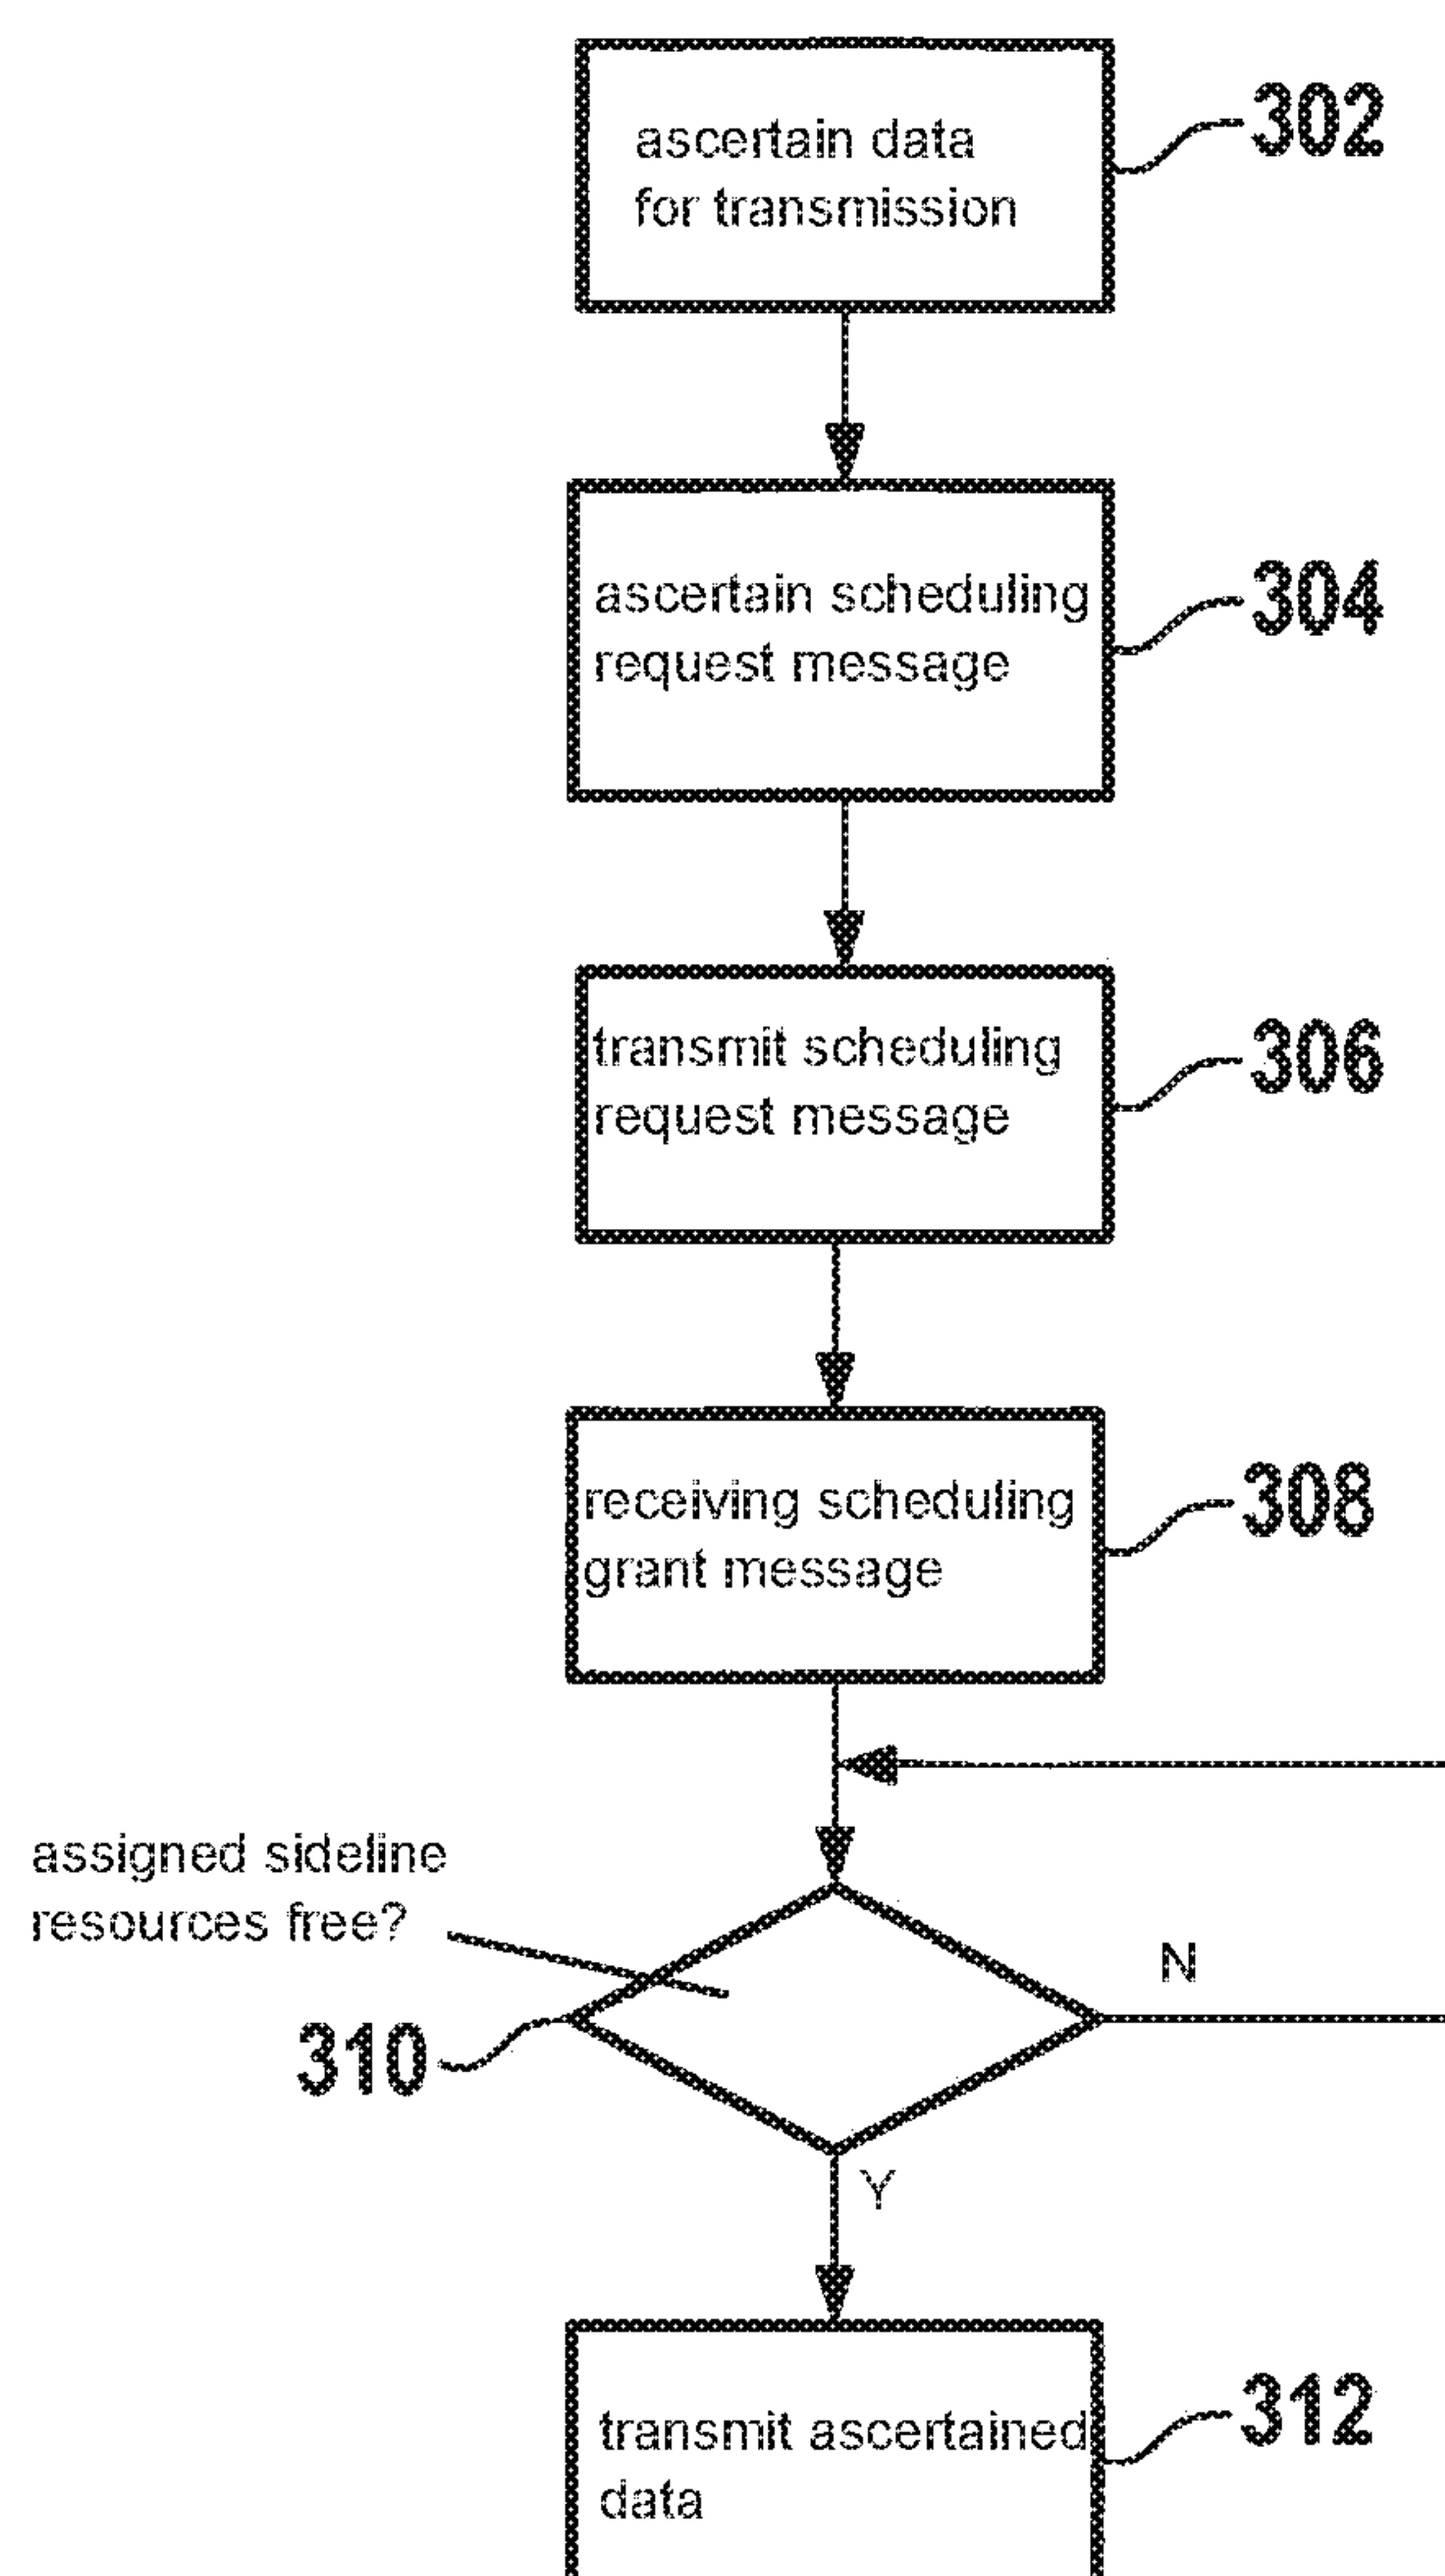 ascertain data
for transmission
302
ascertain scheduling
request message
304
transmit scheduling
request message
306
receiving scheduling
grant message
308
assigned sideline
resources free?
310
N
Y
transmit ascertained
data
312